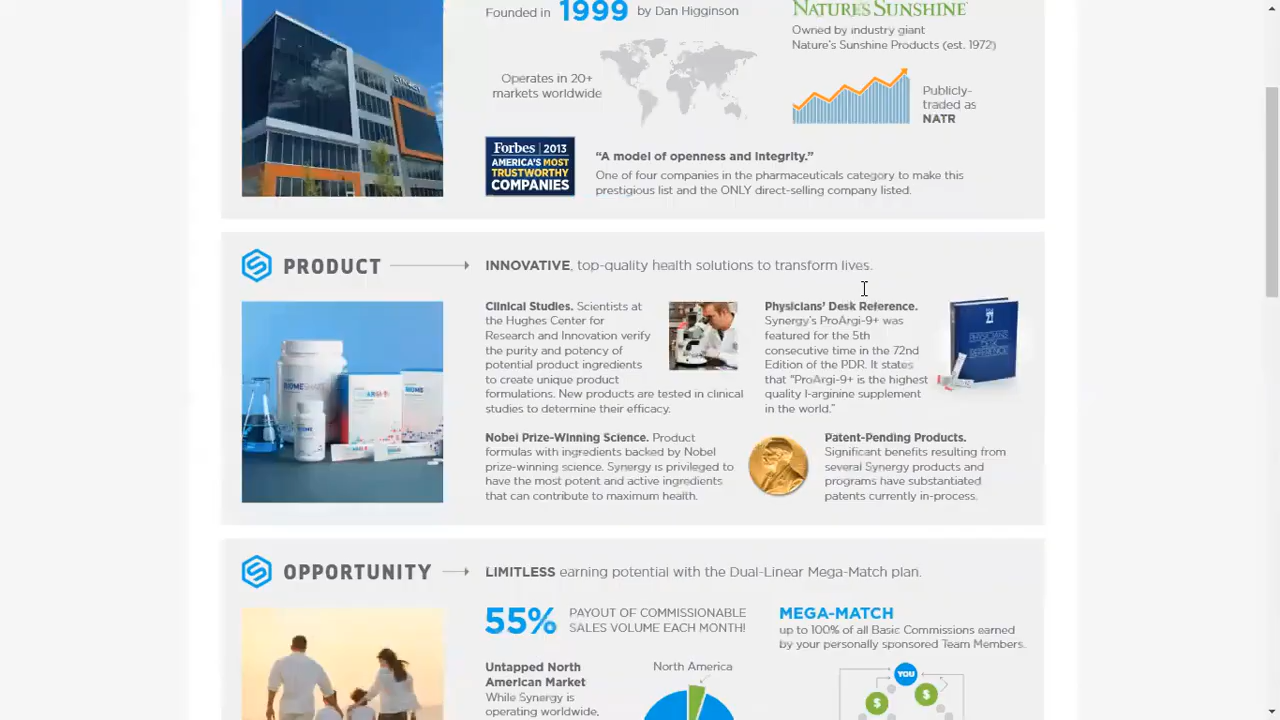 Founded in 1999 by Dan Higginson
NATURE'S SUNSHINE
Owned by industry giant
Nature's Sunshine Products (est. 1972)
Operates in 20+
markets worldwide
Publicly-
traded as
NATR
Forbes 2013
AMERICA'S MOST
TRUSTWORTHY
COMPANIES
“A model of openness and integrity.”
One of four companies in the pharmaceuticals category to make this
prestigious list and the ONLY direct-selling company listed.
PRODUCT
INNOVATIVE, top-quality health solutions to transform lives.
Clinical Studies. Scientists at
the Hughes Center for
Research and Innovation verify
the purity and potency of
potential product ingredients
to create unique product
formulations. New products are tested in clinical
studies to determine their efficacy.
Physicians’ Desk Reference.
Synergy’s ProArgi-9+ was
featured for the 5th
consecutive time in the 72nd
Edition of the PDR. It states
that “ProArgi-9+ is the highest
quality l-arginine supplement
in the world.”
PHYSICIANS'
DESK
REFERENCE
Nobel Prize-Winning Science. Product
formulas with ingredients backed by Nobel
prize-winning science. Synergy is privileged to
have the most potent and active ingredients
that can contribute to maximum health.
Patent-Pending Products.
Significant benefits resulting from
several Synergy products and
programs have substantiated
patents currently in-process.
OPPORTUNITY
LIMITLESS earning potential with the Dual-Linear Mega-Match plan.
55% PAYOUT OF COMMISSIONABLE
SALES VOLUME EACH MONTH!
MEGA-MATCH
up to 100% of all Basic Commissions earned
by your personally sponsored Team Members.
Untapped North
American Market
While Synergy is
operating worldwide,
North America
YOU
$
$